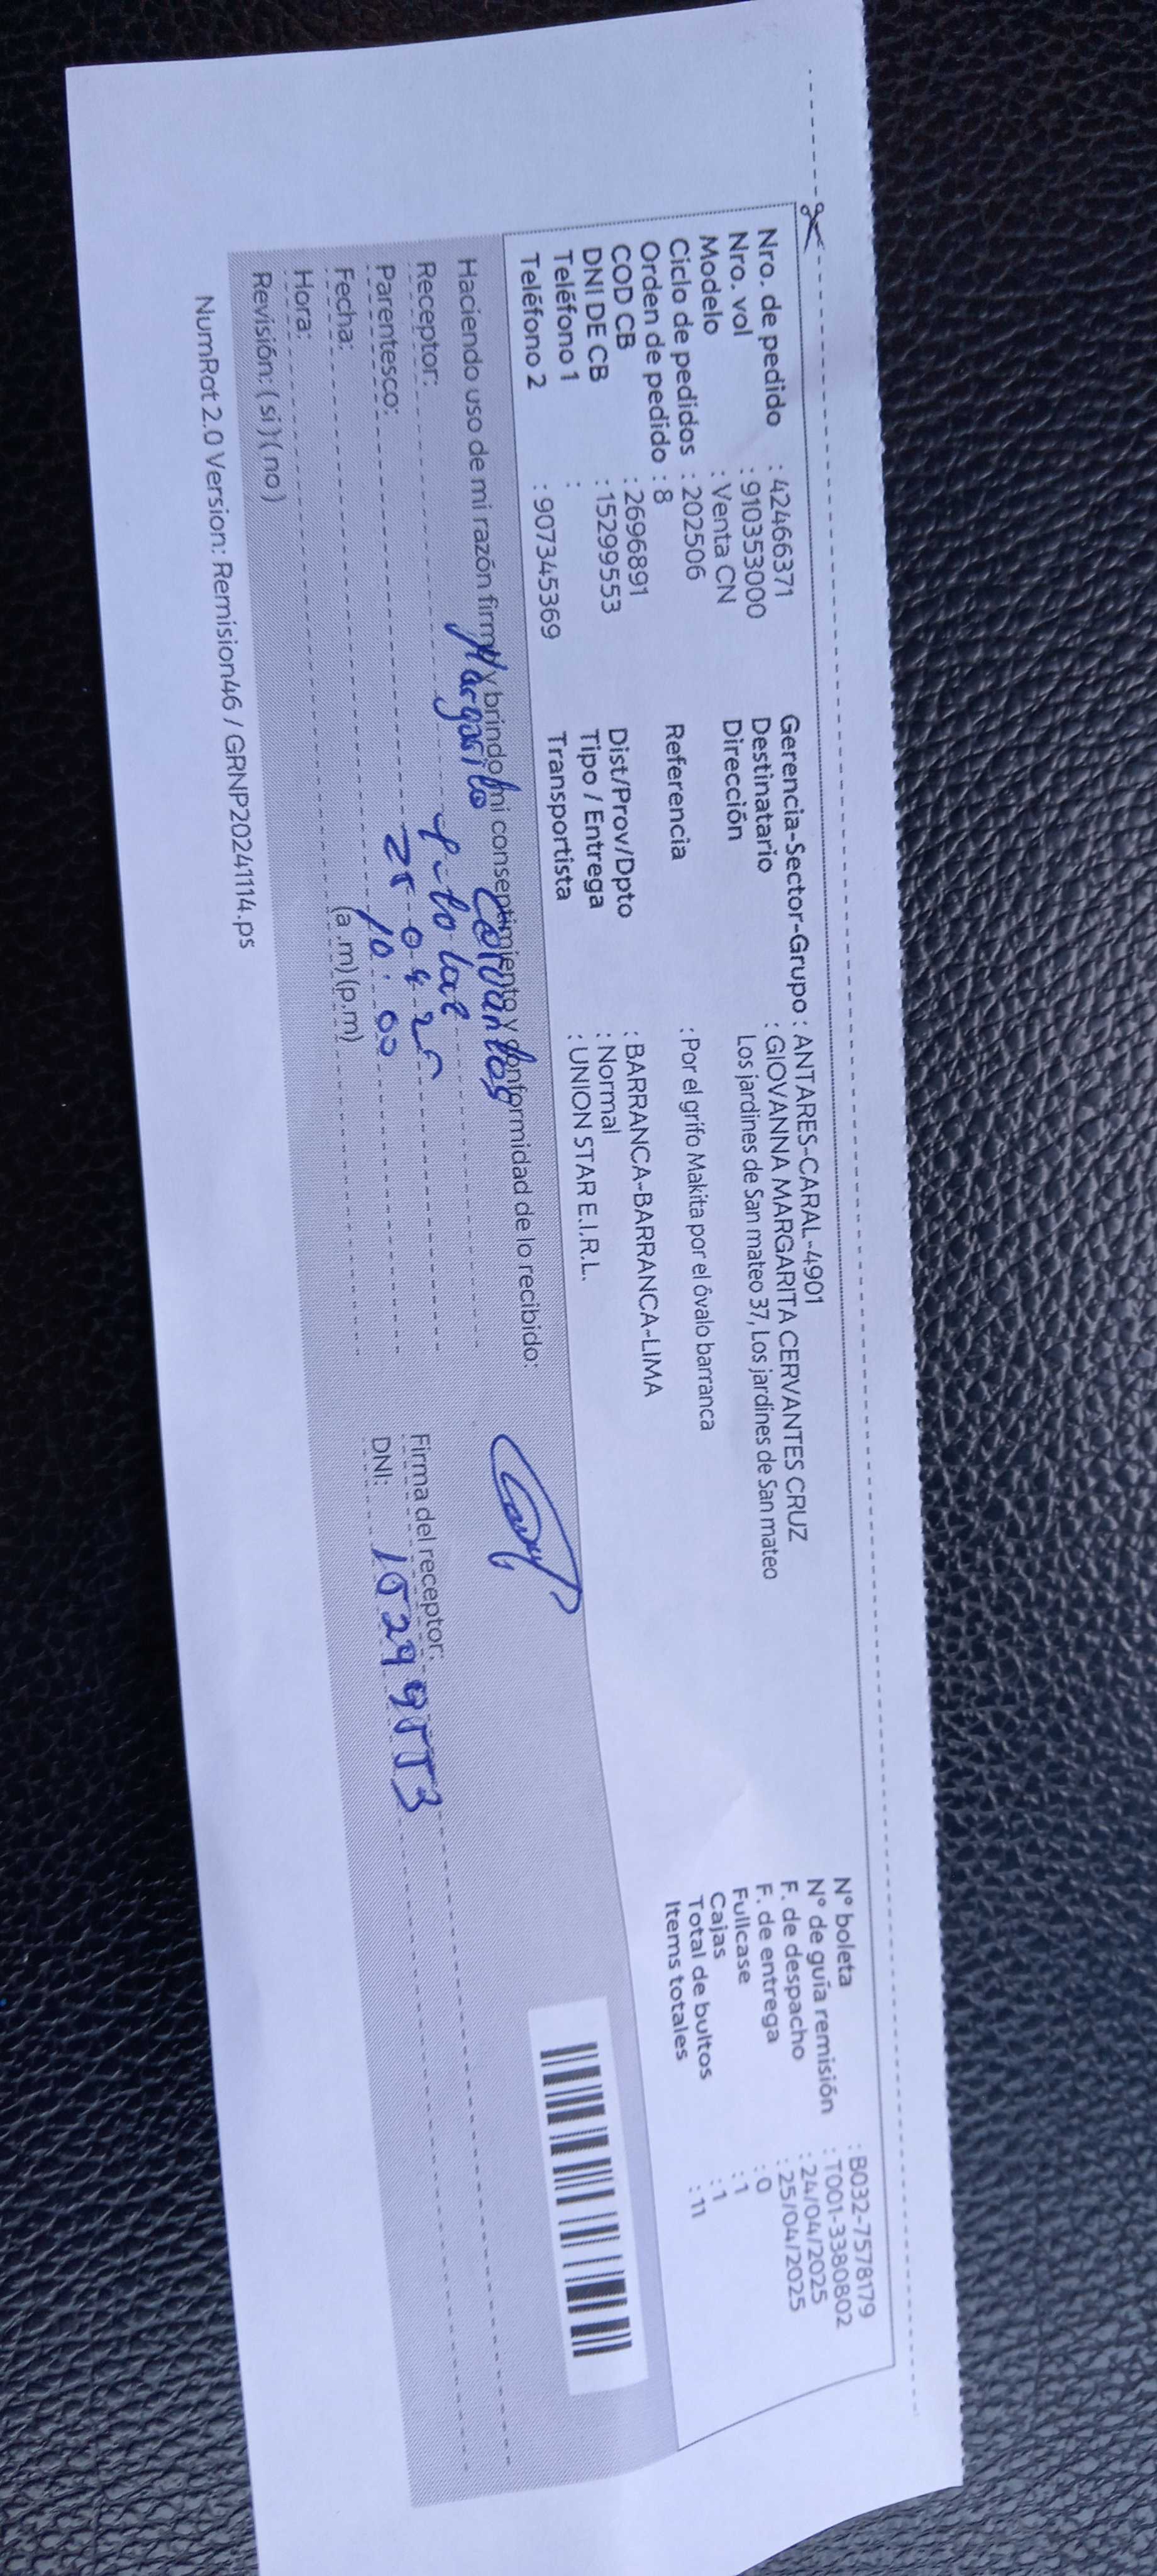 Nro. de pedido : 42466371
Nro. vol : 910353000
Modelo : Venta CN
Ciclo de pedidos : 202506
Orden de pedido : 8
COD CB : 2696891
DNI DE CB : 15299553
Teléfono 1 :
Teléfono 2 : 907345369
Gerencia-Sector-Grupo : ANTARES-CARAL-4901
Destinatario : GIOVANNA MARGARITA CERVANTES CRUZ
Dirección Los jardines de San mateo 37, Los jardines de San mateo
Referencia : Por el grifo Makita por el óvalo barranca
Dist/Prov/Dpto : BARRANCA-BARRANCA-LIMA
Tipo / Entrega : Normal
Transportista : UNION STAR E.I.R.L.
N° boleta : B032-7578179
N° de guía remisión : T001-3380802
F. de despacho : 24/04/2025
F. de entrega : 25/04/2025
Fullcase : 0
Cajas : 1
Total de bultos : 1
Items totales : 11
Haciendo uso de mi razón firmo y brindo mi conseptimiento y conformidad de lo recibido:
Receptor: Margarita Cervantes
Parentesco:
Fecha: 25 04 25
Hora: 10:00 (a.m) (p.m)
Revisión: ( si ) ( no )
Firma del receptor:
DNI: 15299553
NumRot 2.0 Version: Remision46 / GRNP20241114.ps